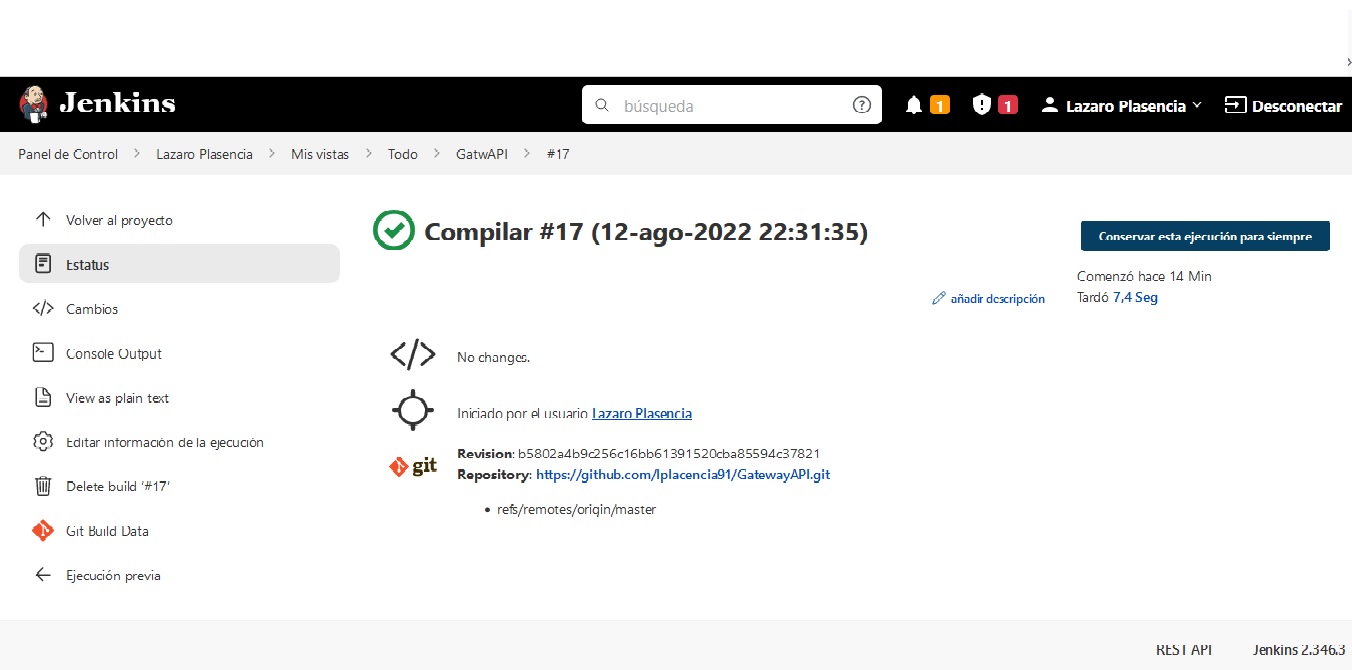 Jenkins
búsqueda
1
1
Lazaro Plasencia
Desconectar
Panel de Control
Lazaro Plasencia
Mis vistas
Todo
GatwAPI
#17
Volver al proyecto
Estatus
Cambios
Console Output
View as plain text
Editar información de la ejecución
Delete build ‘#17’
Git Build Data
Ejecución previa
Compilar #17 (12-ago-2022 22:31:35)
Conservar esta ejecución para siempre
Comenzó hace 14 Min
Tardó 7,4 Seg
añadir descripción
No changes.
Iniciado por el usuario Lazaro Plasencia
git
Revision: b5802a4b9c256c16bb61391520cba85594c37821
Repository: https://github.com/lplacencia91/GatewayAPI.git
• refs/remotes/origin/master
REST API
Jenkins 2.346.3